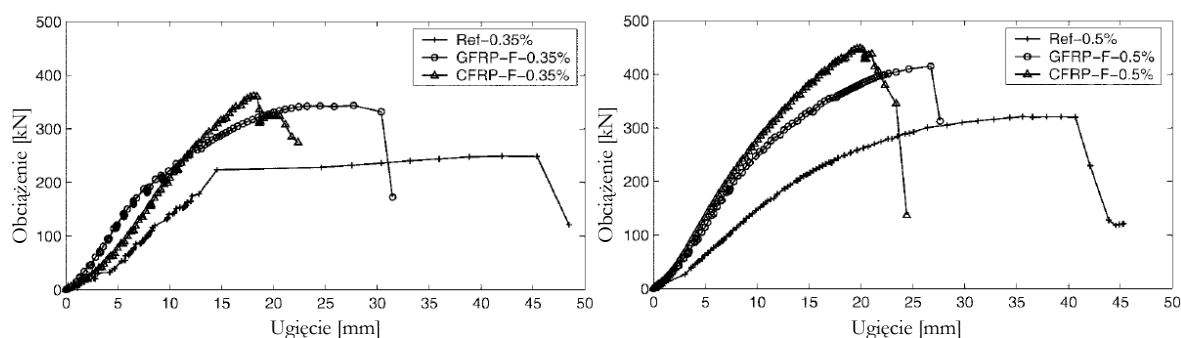 500
400
300
200
100
0
Obciążenie [kN]
Ref-0.35%
GFRP-F-0.35%
CFRP-F-0.35%
0 5 10 15 20 25 30 35 40 45 50
Ugięcie [mm]
500
400
300
200
100
0
Obciążenie [kN]
Ref-0.5%
GFRP-F-0.5%
CFRP-F-0.5%
0 5 10 15 20 25 30 35 40 45 50
Ugięcie [mm]